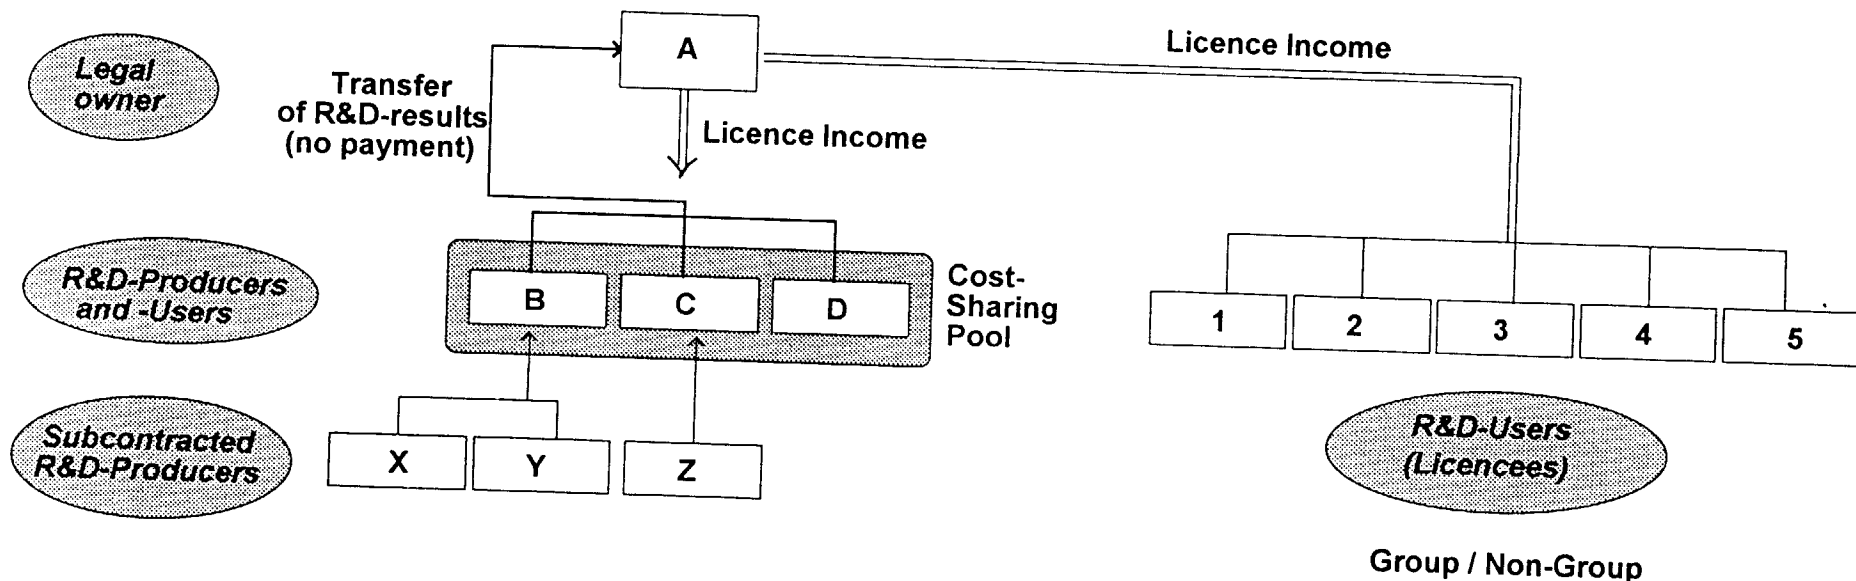 A
Licence Income
Legal
owner
Transfer
of R&D-results
(no payment)
Licence Income
R&D-Producers
and -Users
B
C
D
Cost-
Sharing
Pool
1
2
3
4
5
Subcontracted
R&D-Producers
X
Y
Z
R&D-Users
(Licencees)
Group / Non-Group